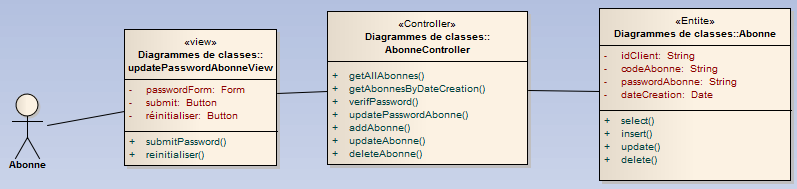 «view»
Diagrammes de classes::
updatePasswordAbonneView
- passwordForm: Form
- submit: Button
- réinitialiser: Button
+ submitPassword()
+ reinitialiser()
Abonne
«Controller»
Diagrammes de classes::
AbonneController
+ getAllAbonnes()
+ getAbonnesByDateCreation()
+ verifPassword()
+ updatePasswordAbonne()
+ addAbonne()
+ updateAbonne()
+ deleteAbonne()
«Entite»
Diagrammes de classes::Abonne
- idClient: String
- codeAbonne: String
- passwordAbonne: String
- dateCreation: Date
+ select()
+ insert()
+ update()
+ delete()